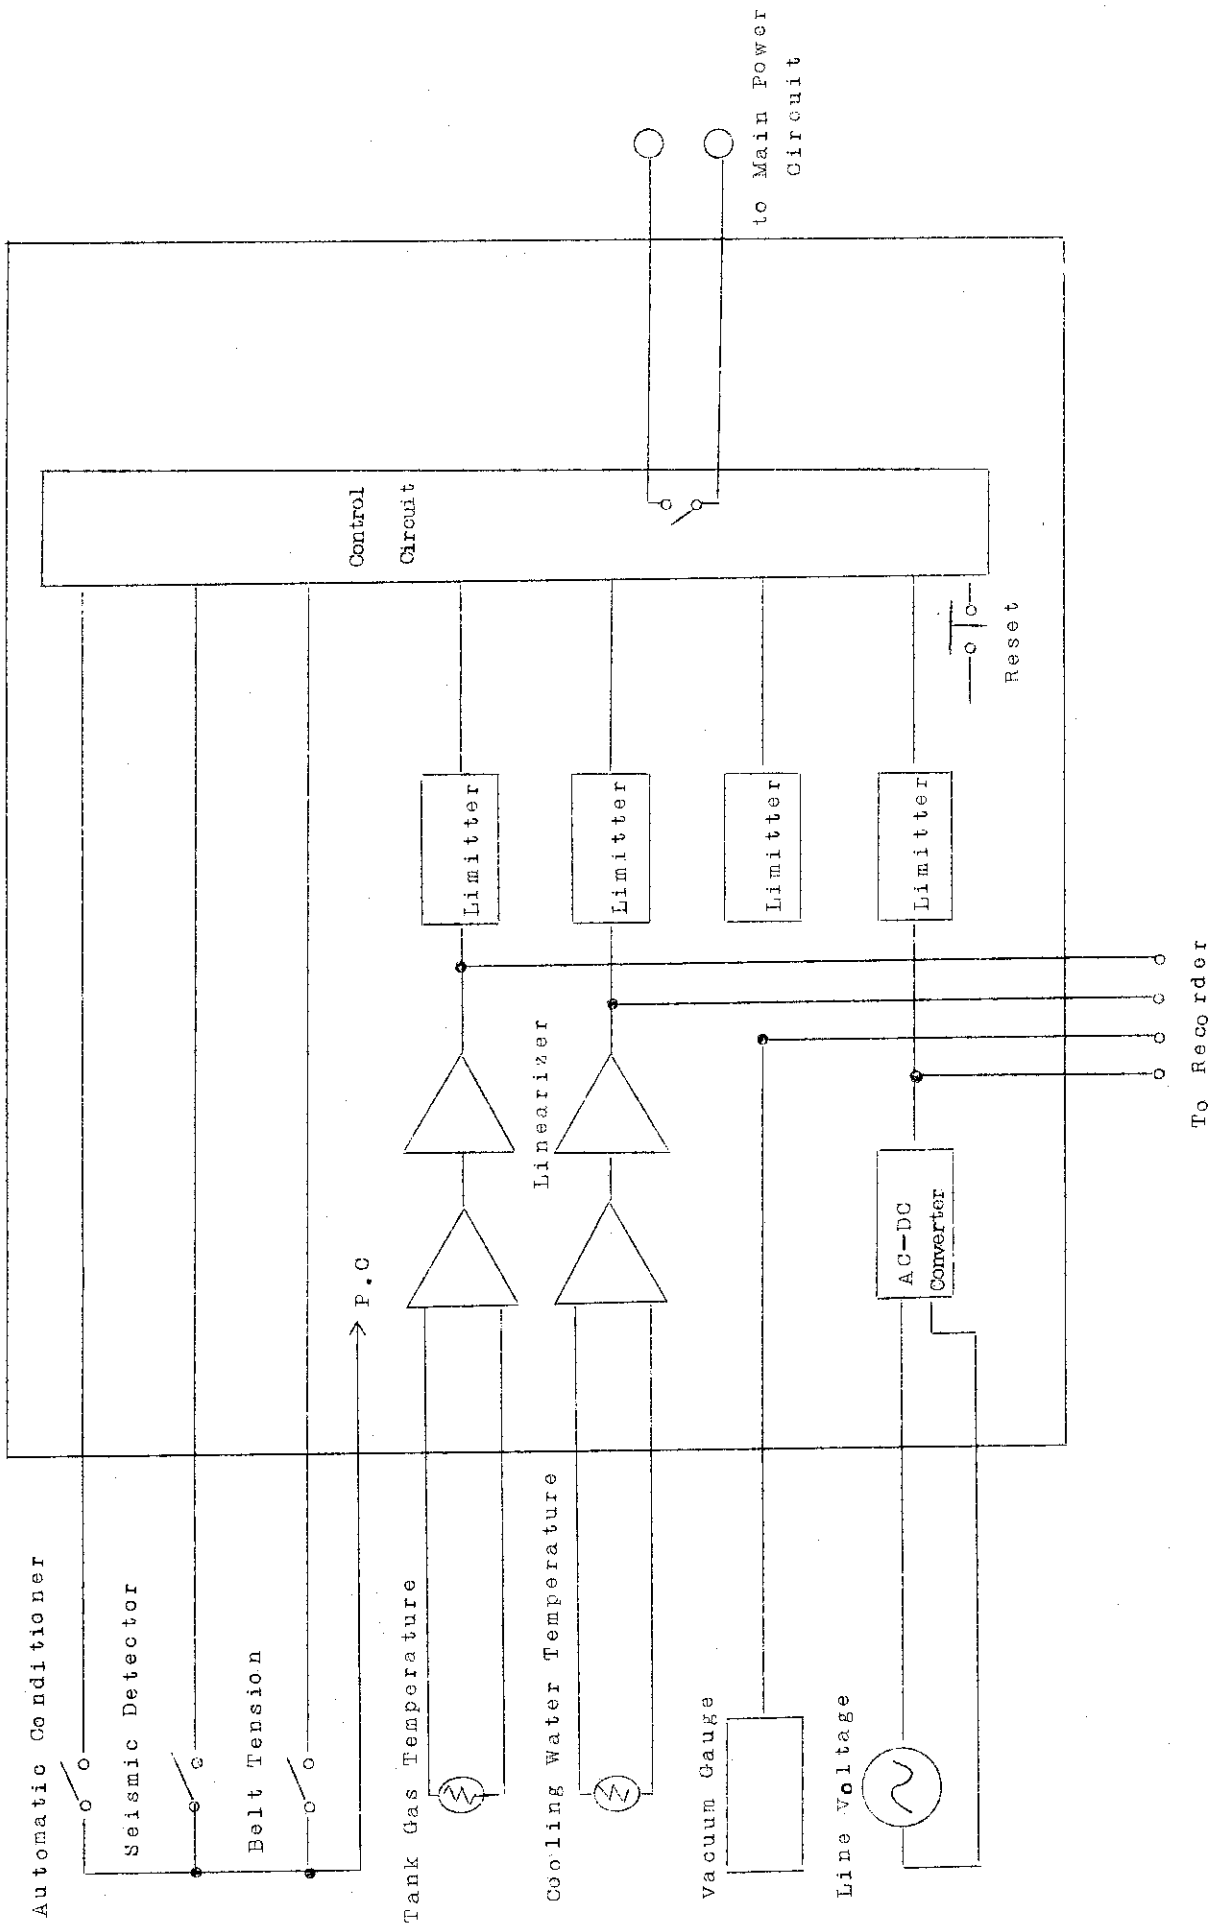 Automatic Conditioner
Seismic Detector
Belt Tension
P.C
Tank Gas Temperature
Cooling Water Temperature
Vacuum Gauge
Line Voltage
Linearizer
AC-DC
Converter
Limitter
Limitter
Limitter
Limitter
Control
Circuit
Reset
to Main Power
Circuit
To Recorder